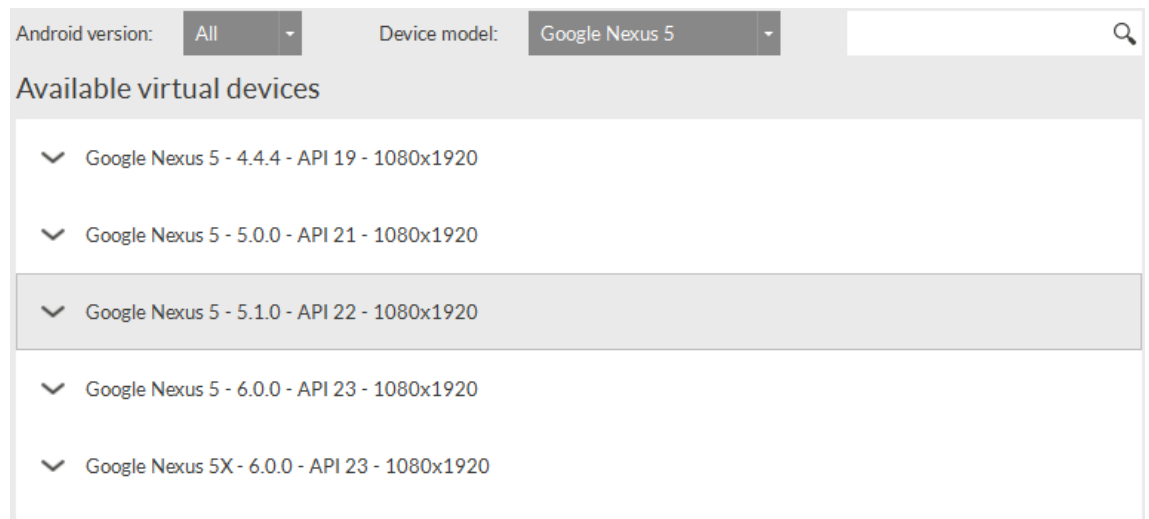 Android version: All Device model: Google Nexus 5
Available virtual devices
Google Nexus 5 - 4.4.4 - API 19 - 1080x1920
Google Nexus 5 - 5.0.0 - API 21 - 1080x1920
Google Nexus 5 - 5.1.0 - API 22 - 1080x1920
Google Nexus 5 - 6.0.0 - API 23 - 1080x1920
Google Nexus 5X - 6.0.0 - API 23 - 1080x1920